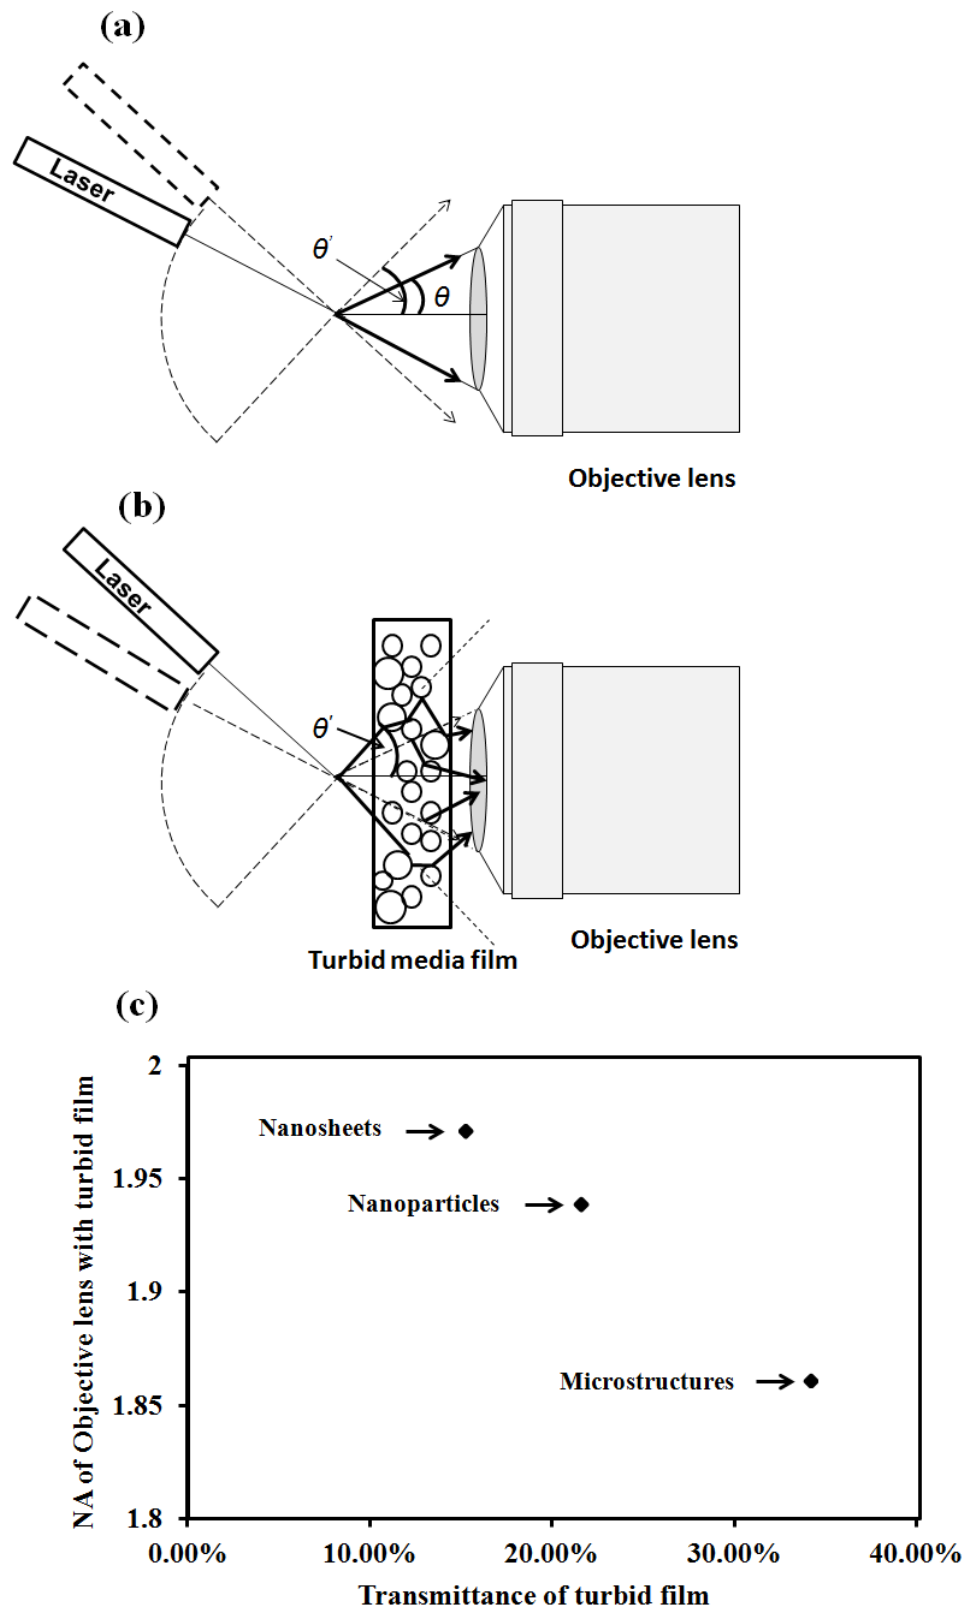 (a)
Laser
θ'
θ
Objective lens
(b)
Laser
θ'
Turbid media film
Objective lens
(c)
NA of Objective lens with turbid film
2
1.95
1.9
1.85
1.8
Nanosheets
Nanoparticles
Microstructures
0.00%
10.00%
20.00%
30.00%
40.00%
Transmittance of turbid film